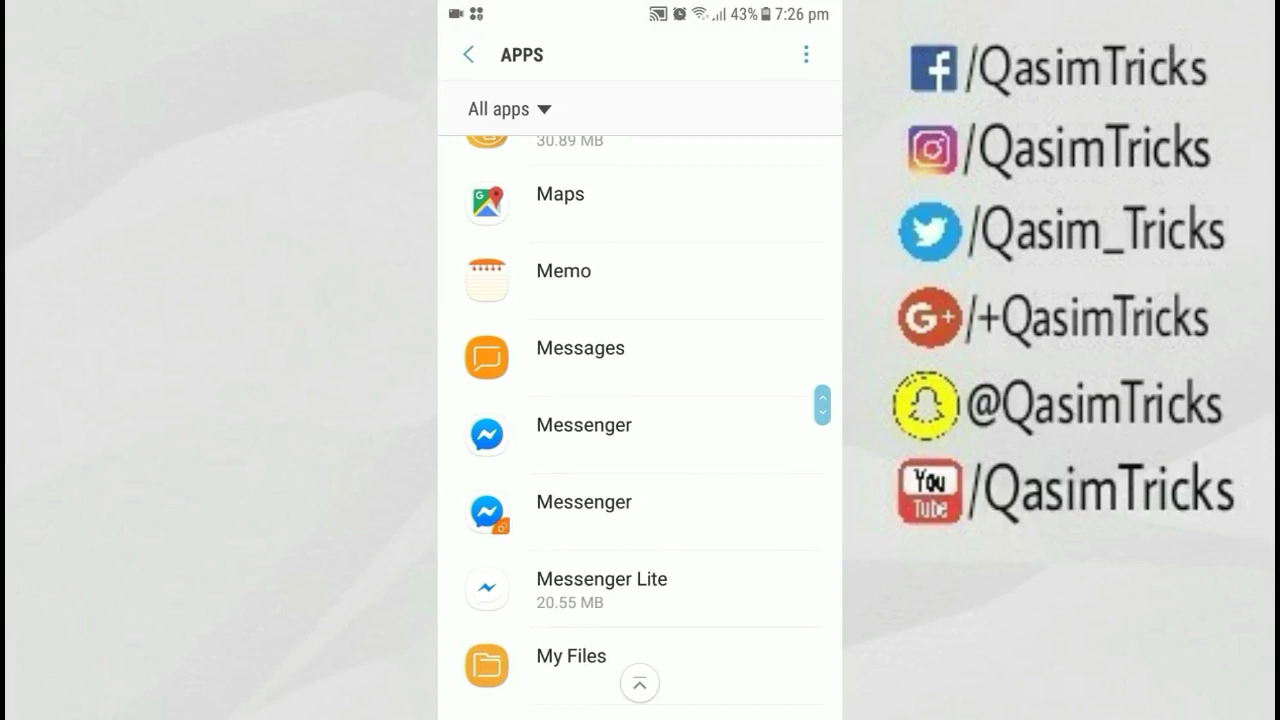 43% 7:26 pm
APPS
All apps
30.89 MB
Maps
Memo
Messages
Messenger
Messenger
Messenger Lite
20.55 MB
My Files
/QasimTricks
/QasimTricks
/Qasim_Tricks
G+ /+QasimTricks
@QasimTricks
You Tube /QasimTricks